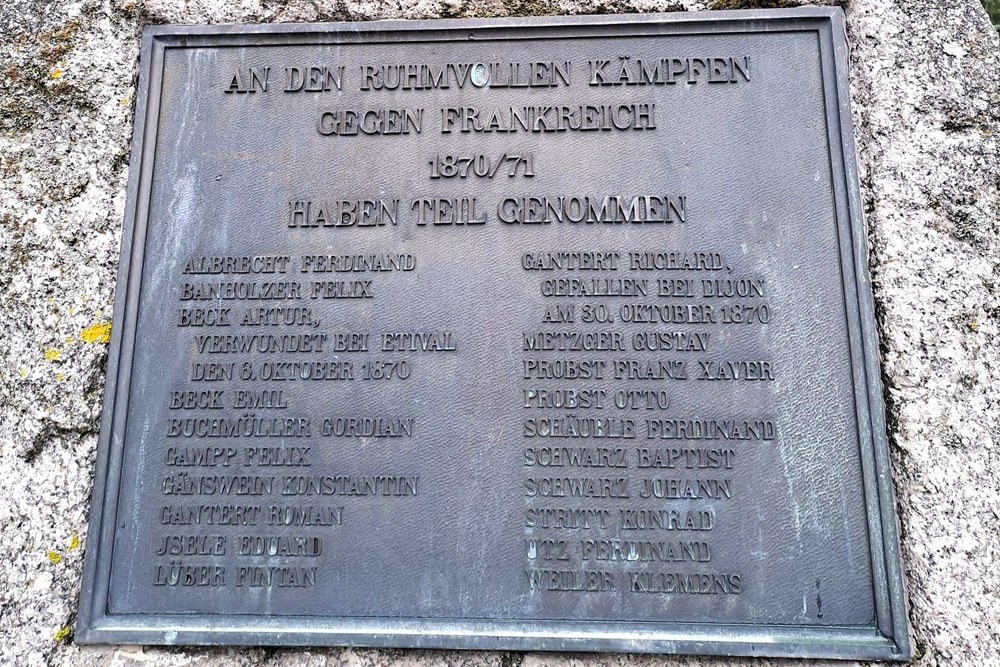 AN DEN RUHMVOLLEN KÄMPFEN
GEGEN FRANKREICH
1870/71
HABEN TEIL GENOMMEN
ALBRECHT FERDINAND
BANHOLZER FELIX
BECK ARTUR,
VERWUNDET BEI ETIVAL
DEN 6. OKTOBER 1870
BECK EMIL
BUCHMÜLLER GORDIAN
GAMPP FELIX
GÄNSWEIN KONSTANTIN
GANTERT ROMAN
JSELE EDUARD
LÜBER FINTAN
GANTERT RICHARD,
GEFALLEN BEI DIJON
AM 30. OKTOBER 1870
METZGER GUSTAV
PROBST FRANZ XAVER
PROBST OTTO
SCHÄUBLE FERDINAND
SCHWARZ BAPTIST
SCHWARZ JOHANN
STRITT KONRAD
UTZ FERDINAND
WEILER KLEMENS